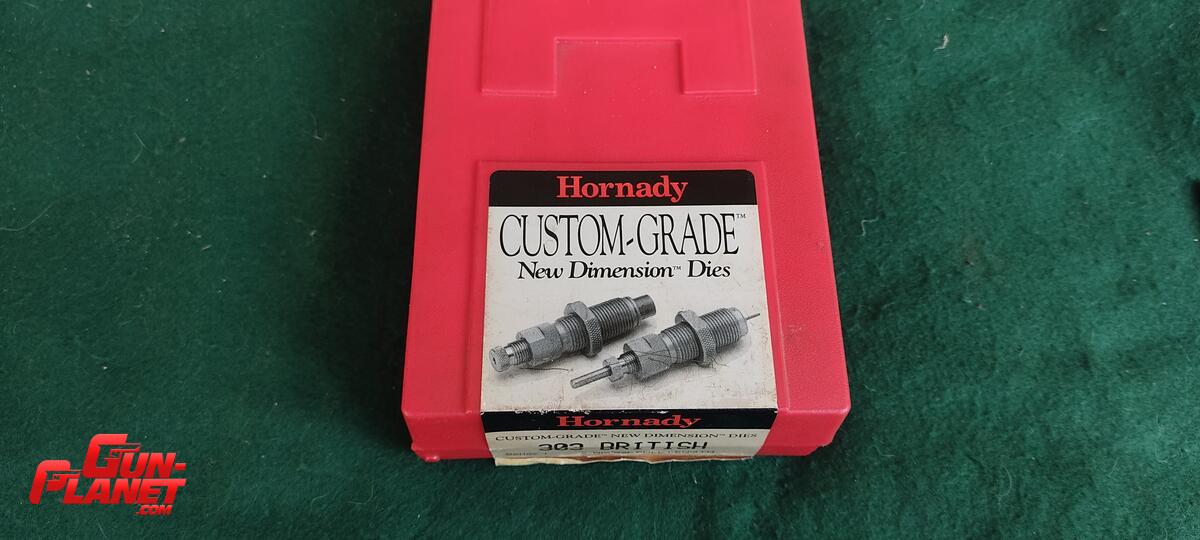 Hornady
CUSTOM-GRADE™
New Dimension™ Dies
Hornady
CUSTOM-GRADE™ NEW DIMENSION™ DIES
303 BRITISH
GUN-
PLANET
.COM